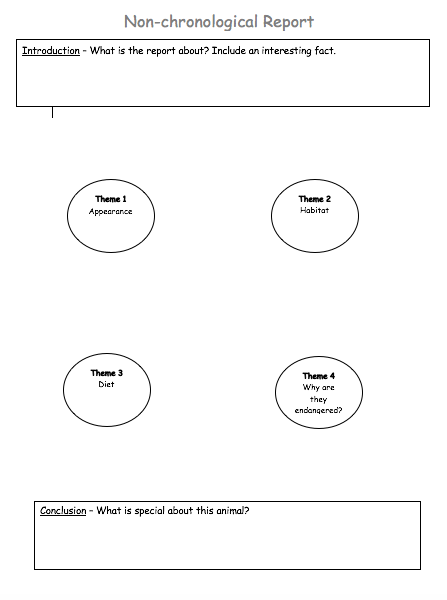 Non-chronological Report
Introduction – What is the report about? Include an interesting fact.
Theme 1
Appearance
Theme 2
Habitat
Theme 3
Diet
Theme 4
Why are
they
endangered?
Conclusion – What is special about this animal?